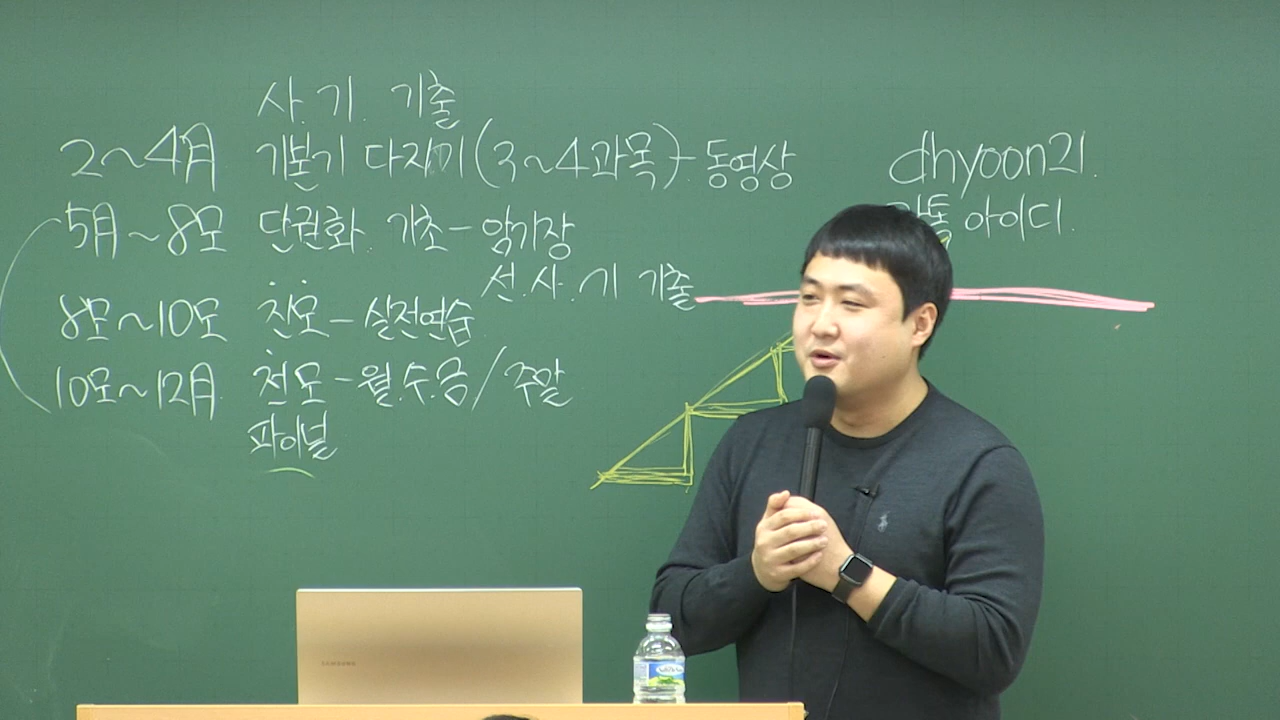 사.기. 기출
2~4月 기본기 다지기(3~4과목)-동영상
5月~8모 단권화. 기초-암기장
선.사.기 기출
8모~10모 진모-실전연습
10모~12月 전모-월.수.금/주말
파이널
dhyoon21.
카톡 아이디.
SAMSUNG